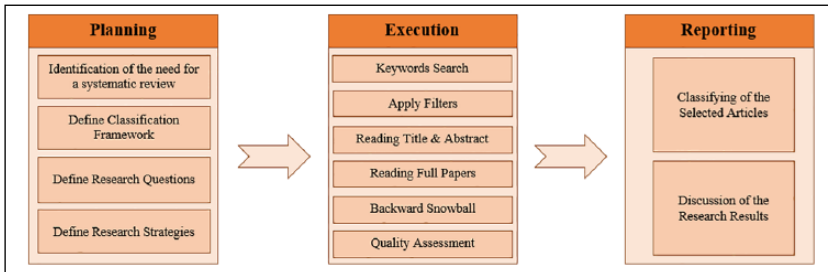 Planning
Identification of the need for
a systematic review
Define Classification
Framework
Define Research Questions
Define Research Strategies
Execution
Keywords Search
Apply Filters
Reading Title & Abstract
Reading Full Papers
Backward Snowball
Quality Assessment
Reporting
Classifying of the
Selected Articles
Discussion of the
Research Results